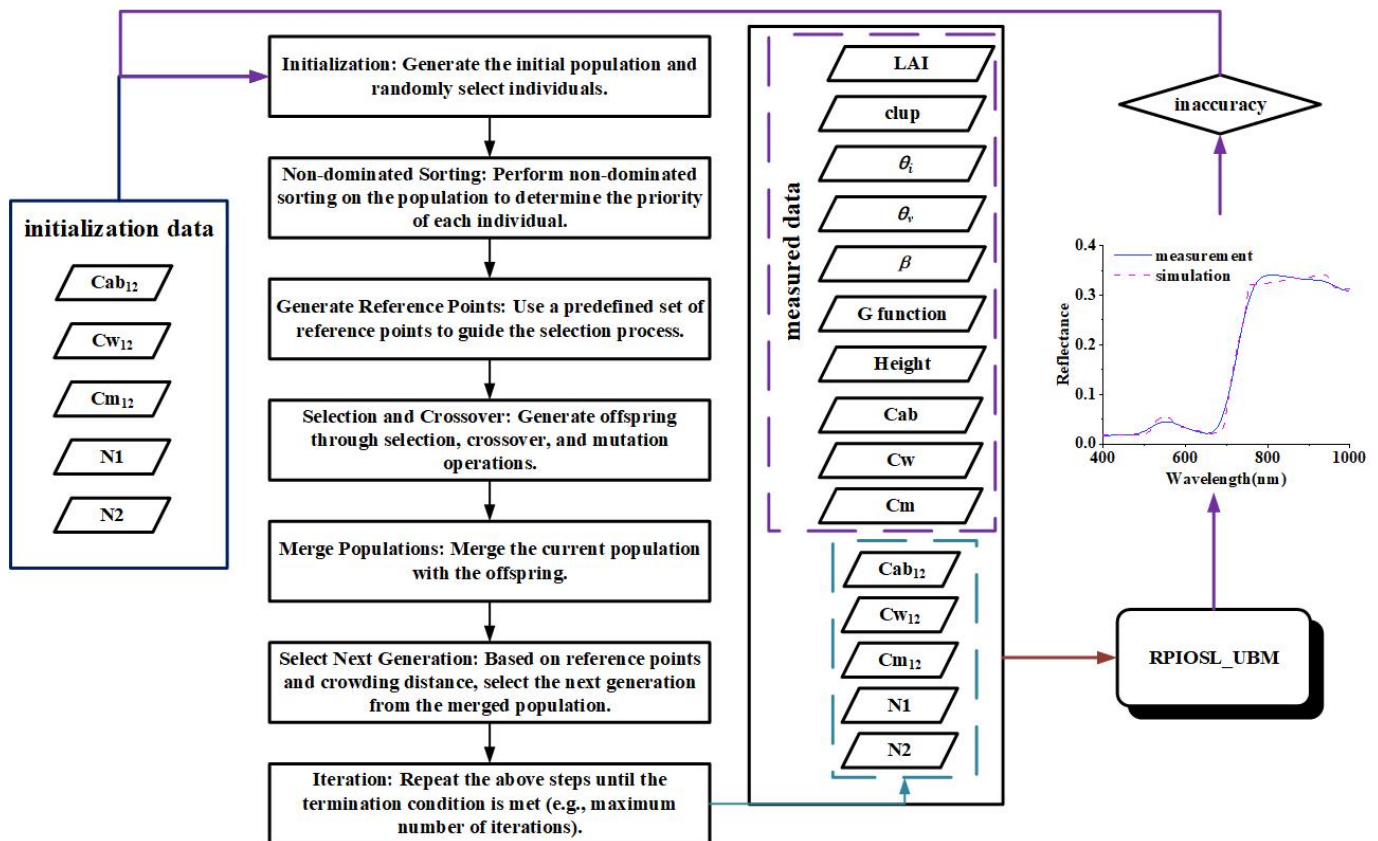 initialization data
Cab₁₂
Cw₁₂
Cm₁₂
N1
N2
Initialization: Generate the initial population and
randomly select individuals.
Non-dominated Sorting: Perform non-dominated
sorting on the population to determine the priority
of each individual.
Generate Reference Points: Use a predefined set of
reference points to guide the selection process.
Selection and Crossover: Generate offspring
through selection, crossover, and mutation
operations.
Merge Populations: Merge the current population
with the offspring.
Select Next Generation: Based on reference points
and crowding distance, select the next generation
from the merged population.
Iteration: Repeat the above steps until the
termination condition is met (e.g., maximum
number of iterations).
measured data
LAI
clup
θᵢ
θᵥ
β
G function
Height
Cab
Cw
Cm
Cab₁₂
Cw₁₂
Cm₁₂
N1
N2
inaccuracy
measurement
simulation
Reflectance
0.4
0.3
0.2
0.1
0.0
400
600
800
1000
Wavelength(nm)
RPIOSL_UBM